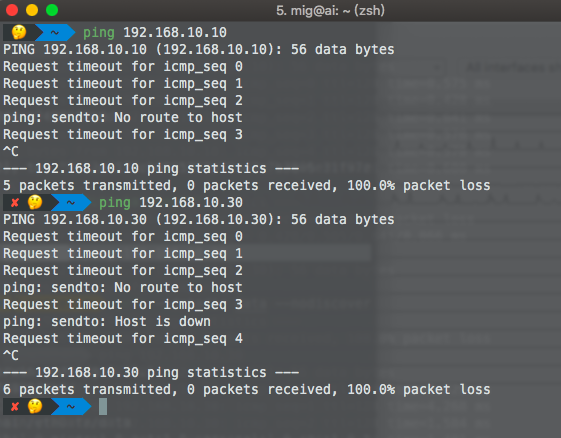 5. mig@ai: ~ (zsh)
🤔 ~ ping 192.168.10.10
PING 192.168.10.10 (192.168.10.10): 56 data bytes
Request timeout for icmp_seq 0
Request timeout for icmp_seq 1
Request timeout for icmp_seq 2
ping: sendto: No route to host
Request timeout for icmp_seq 3
^C
--- 192.168.10.10 ping statistics ---
5 packets transmitted, 0 packets received, 100.0% packet loss
✘ 🤔 ~ ping 192.168.10.30
PING 192.168.10.30 (192.168.10.30): 56 data bytes
Request timeout for icmp_seq 0
Request timeout for icmp_seq 1
Request timeout for icmp_seq 2
ping: sendto: No route to host
Request timeout for icmp_seq 3
ping: sendto: Host is down
Request timeout for icmp_seq 4
^C
--- 192.168.10.30 ping statistics ---
6 packets transmitted, 0 packets received, 100.0% packet loss
✘ 🤔 ~